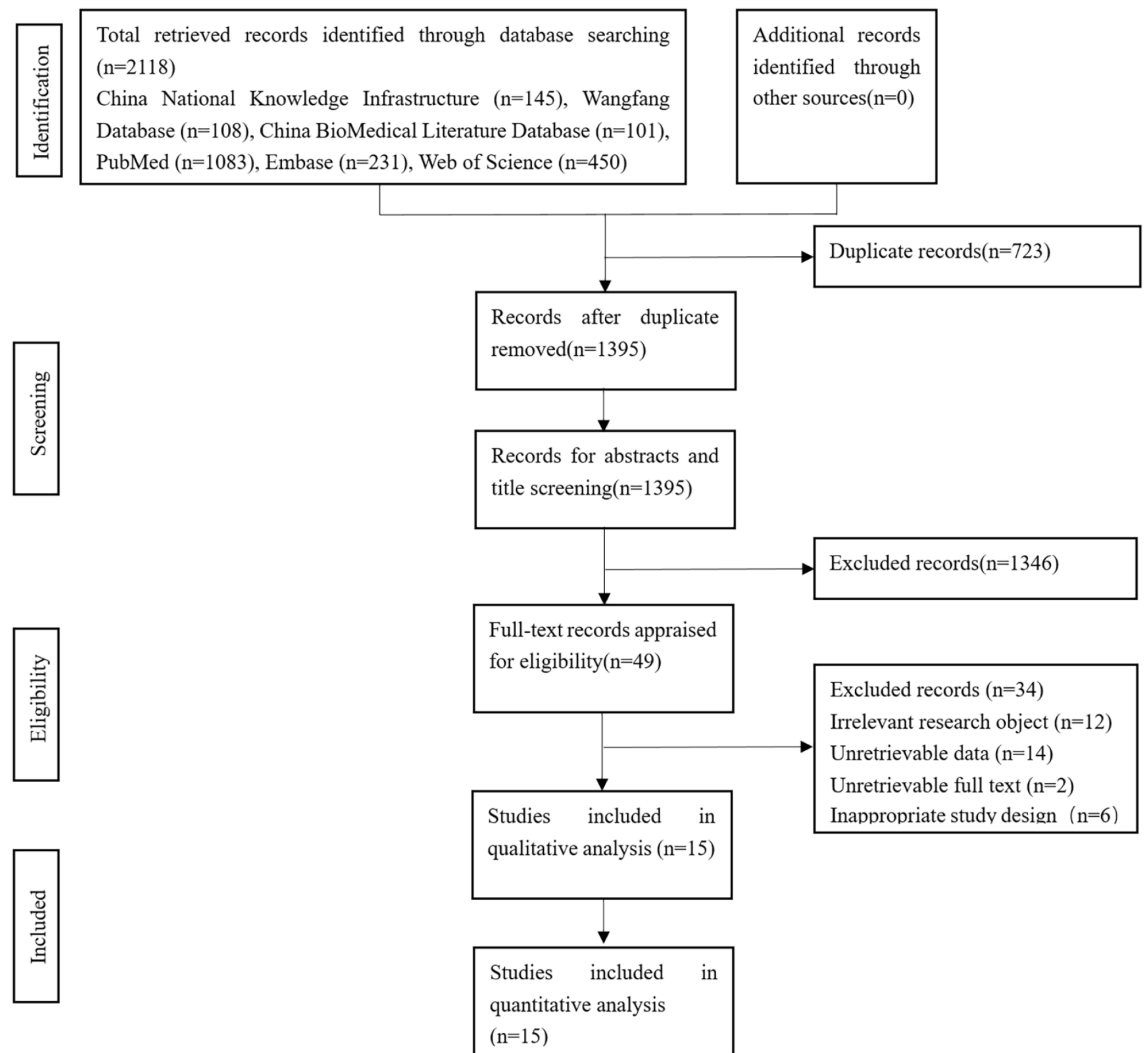 Identification
Total retrieved records identified through database searching
(n=2118)
China National Knowledge Infrastructure (n=145), Wangfang
Database (n=108), China BioMedical Literature Database (n=101),
PubMed (n=1083), Embase (n=231), Web of Science (n=450)
Additional records
identified through
other sources(n=0)
Duplicate records(n=723)
Records after duplicate
removed(n=1395)
Screening
Records for abstracts and
title screening(n=1395)
Excluded records(n=1346)
Eligibility
Full-text records appraised
for eligibility(n=49)
Excluded records (n=34)
Irrelevant research object (n=12)
Unretrievable data (n=14)
Unretrievable full text (n=2)
Inappropriate study design（n=6）
Studies included in
qualitative analysis (n=15)
Included
Studies included in
quantitative analysis
(n=15)